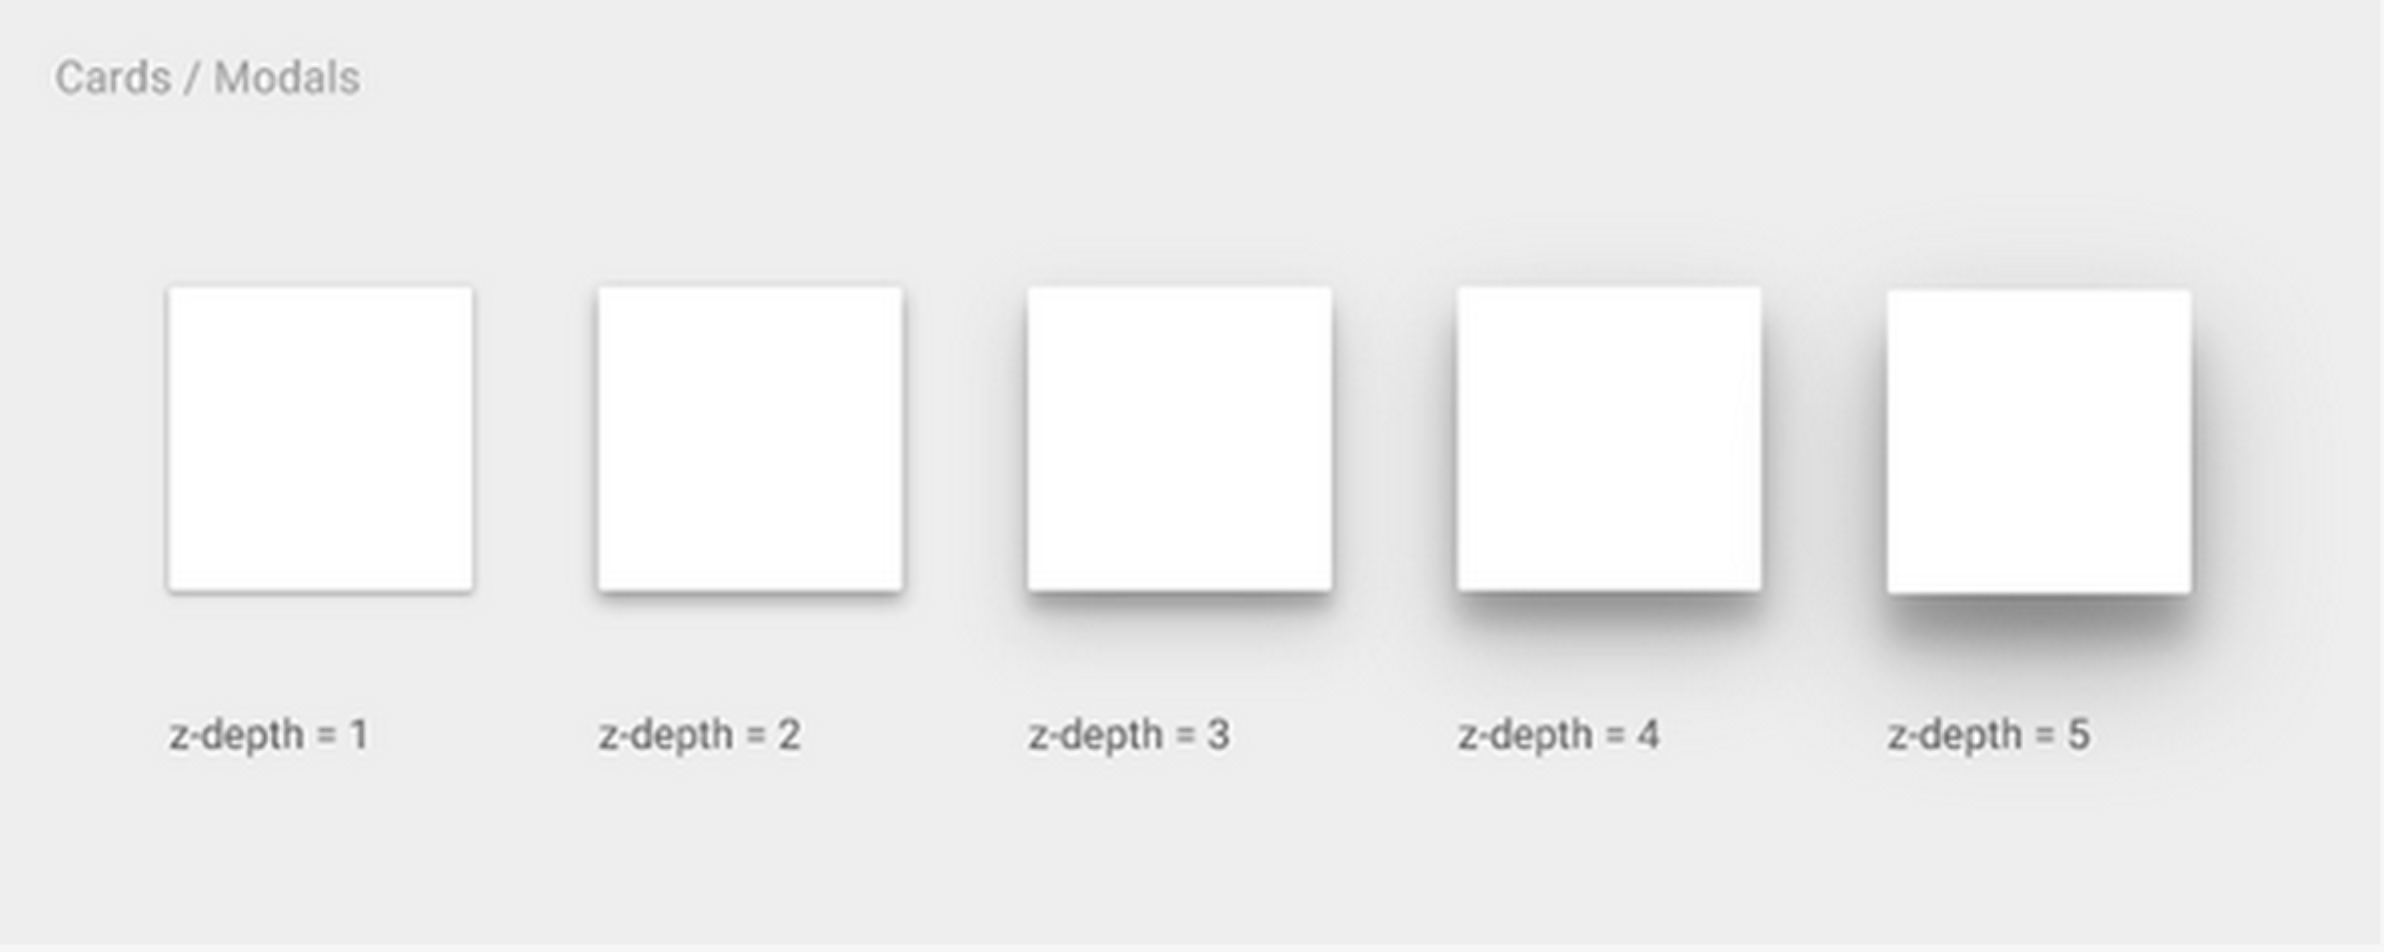 Cards / Modals
z-depth = 1
z-depth = 2
z-depth = 3
z-depth = 4
z-depth = 5